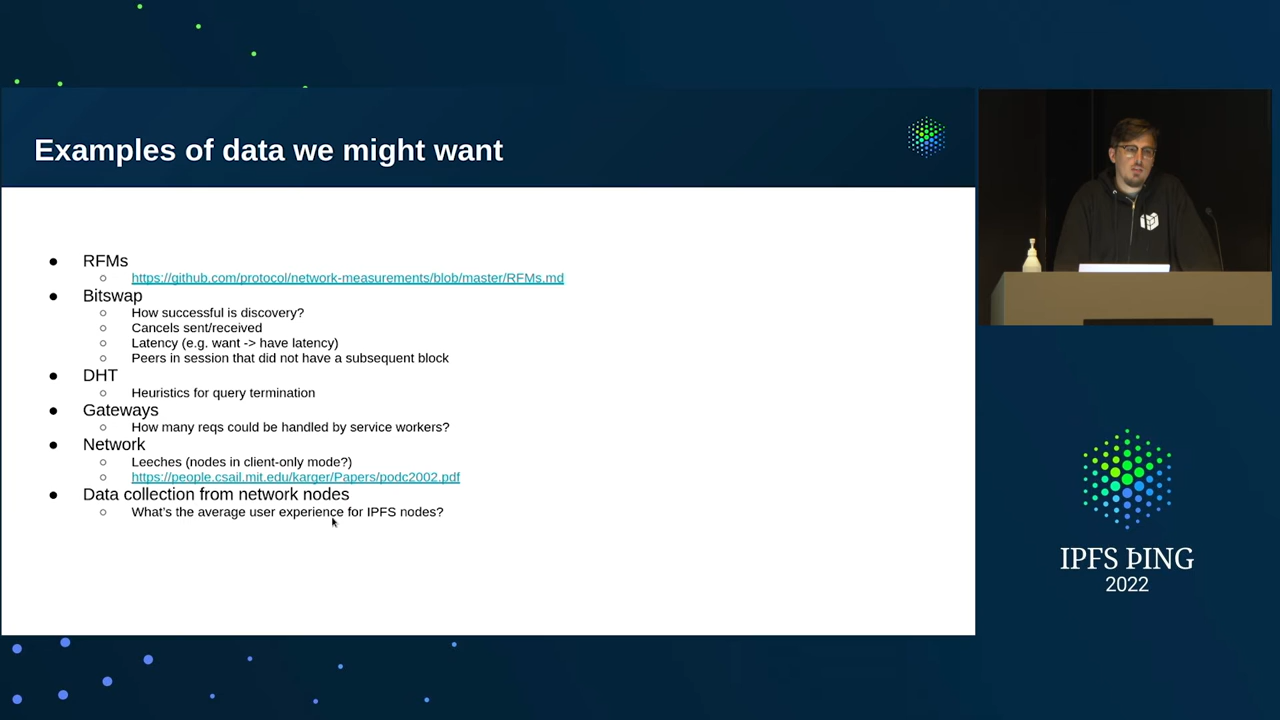 Examples of data we might want
● RFMs
○ https://github.com/protocol/network-measurements/blob/master/RFMs.md
● Bitswap
○ How successful is discovery?
○ Cancels sent/received
○ Latency (e.g. want -> have latency)
○ Peers in session that did not have a subsequent block
● DHT
○ Heuristics for query termination
● Gateways
○ How many reqs could be handled by service workers?
● Network
○ Leeches (nodes in client-only mode?)
○ https://people.csail.mit.edu/karger/Papers/podc2002.pdf
● Data collection from network nodes
○ What's the average user experience for IPFS nodes?
IPFS ÞING
2022